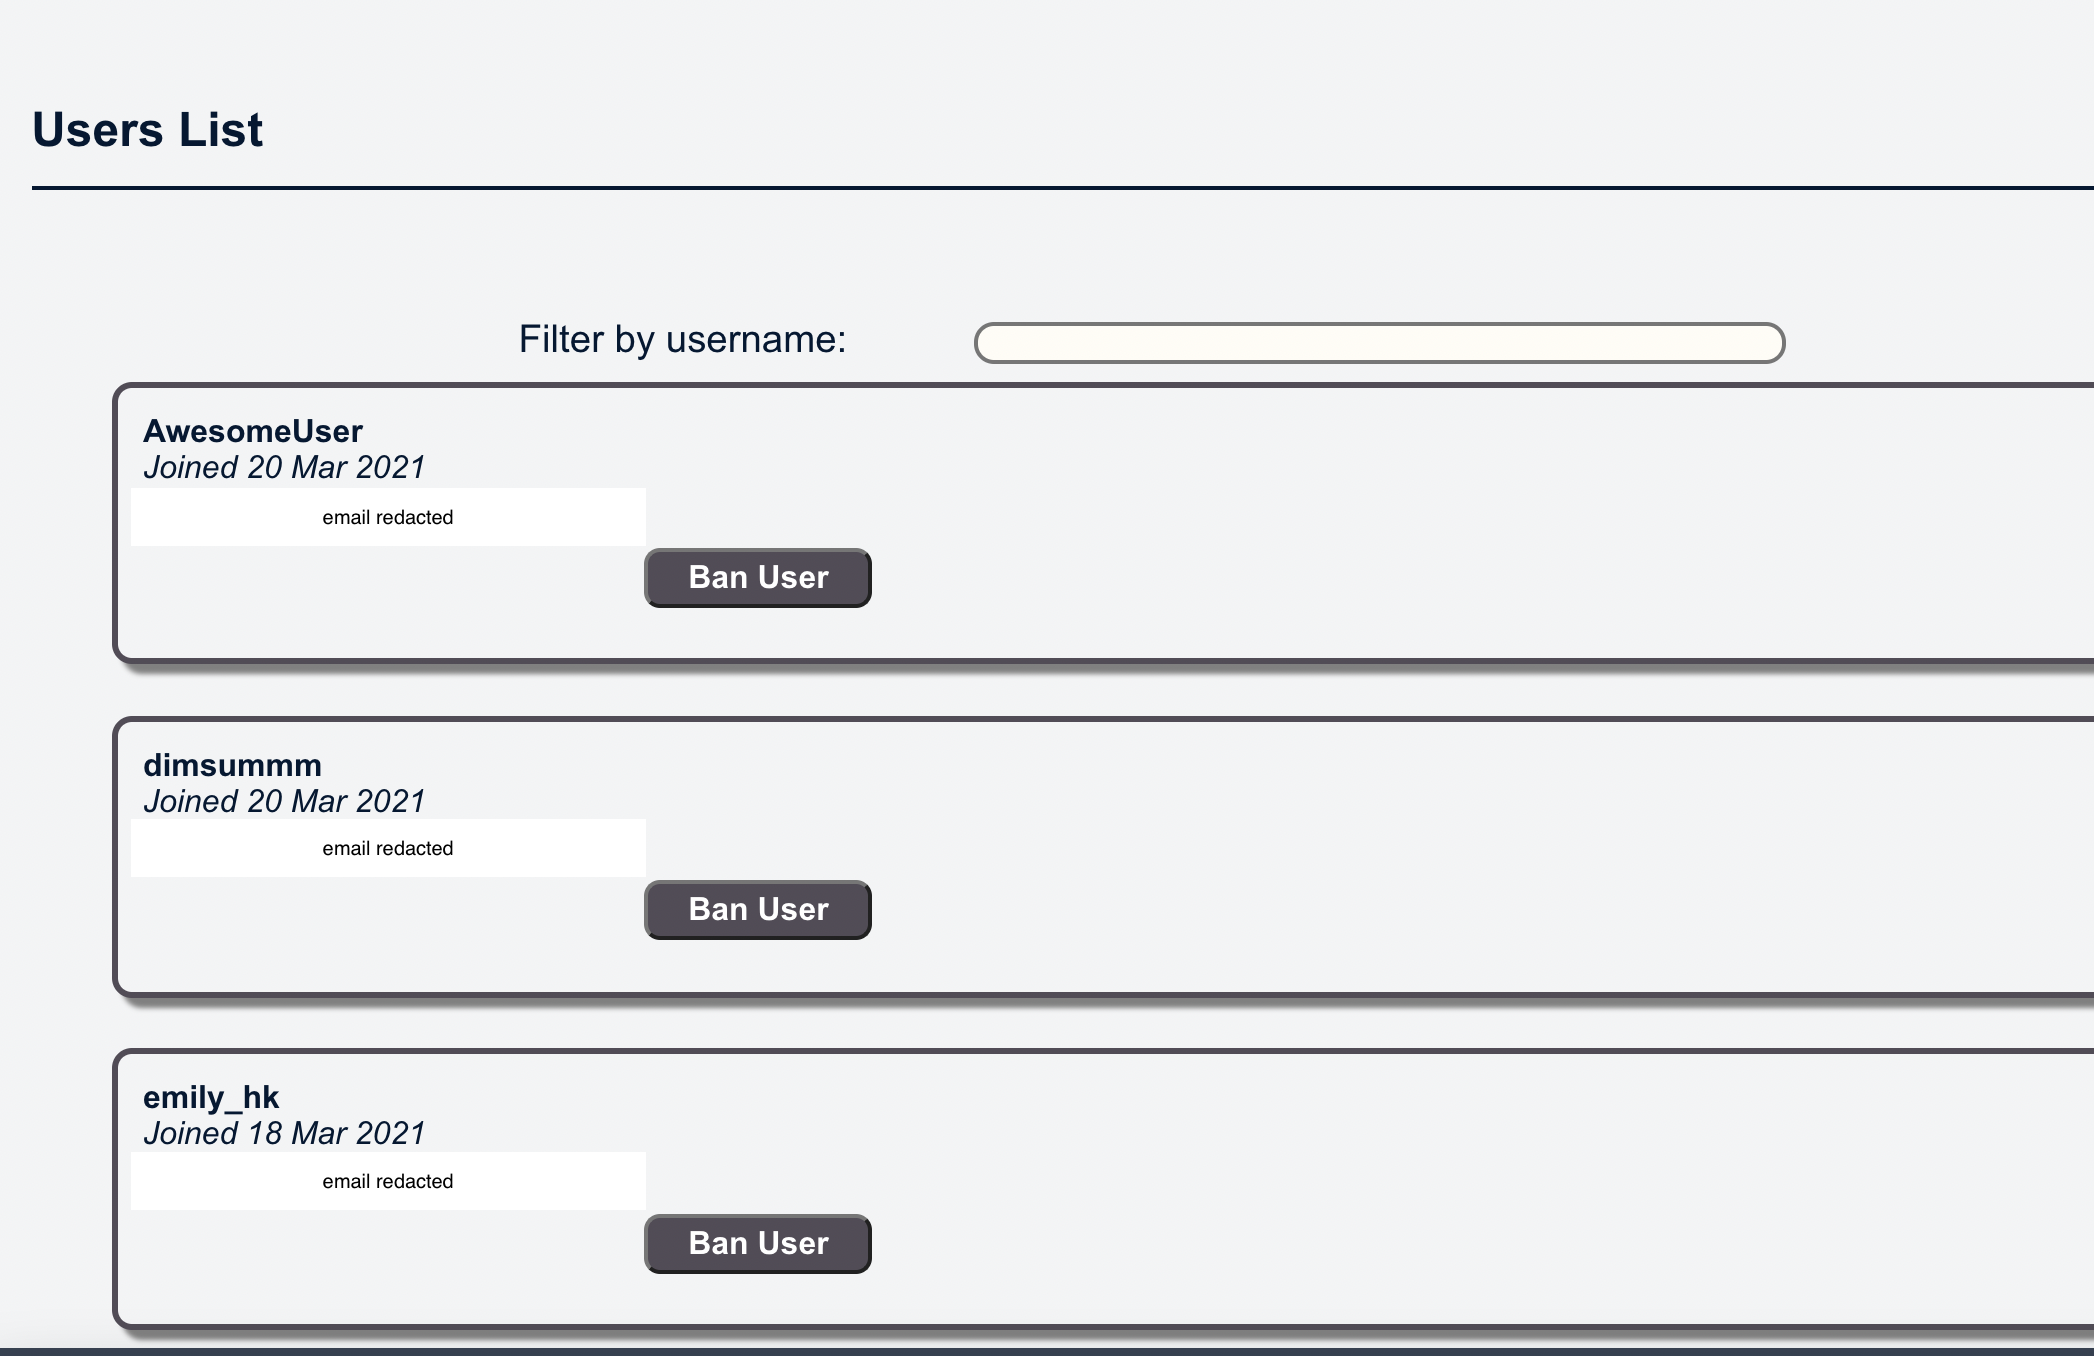 Users List
Filter by username:
AwesomeUser
Joined 20 Mar 2021
email redacted
Ban User
dimsummm
Joined 20 Mar 2021
email redacted
Ban User
emily_hk
Joined 18 Mar 2021
email redacted
Ban User